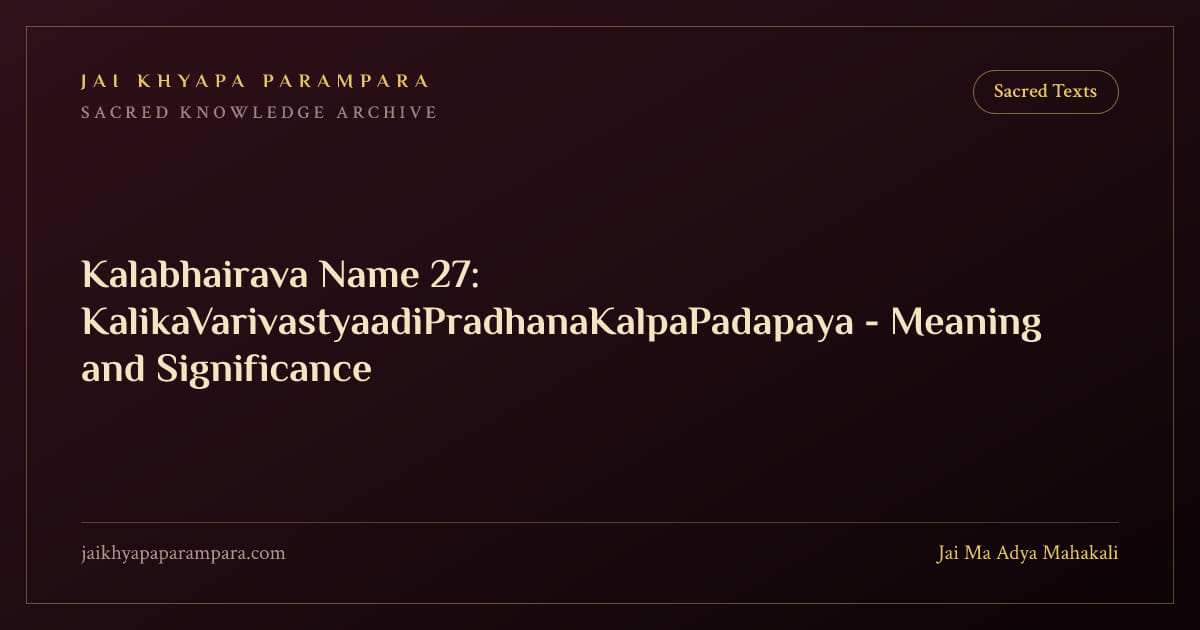 JAI KHYAPA PARAMPARA
SACRED KNOWLEDGE ARCHIVE
Sacred Texts
Kalabhairava Name 27:
KalikaVarivastyaadiPradhanaKalpaPadapaya - Meaning
and Significance
jaikhyapaparampara.com
Jai Ma Adya Mahakali